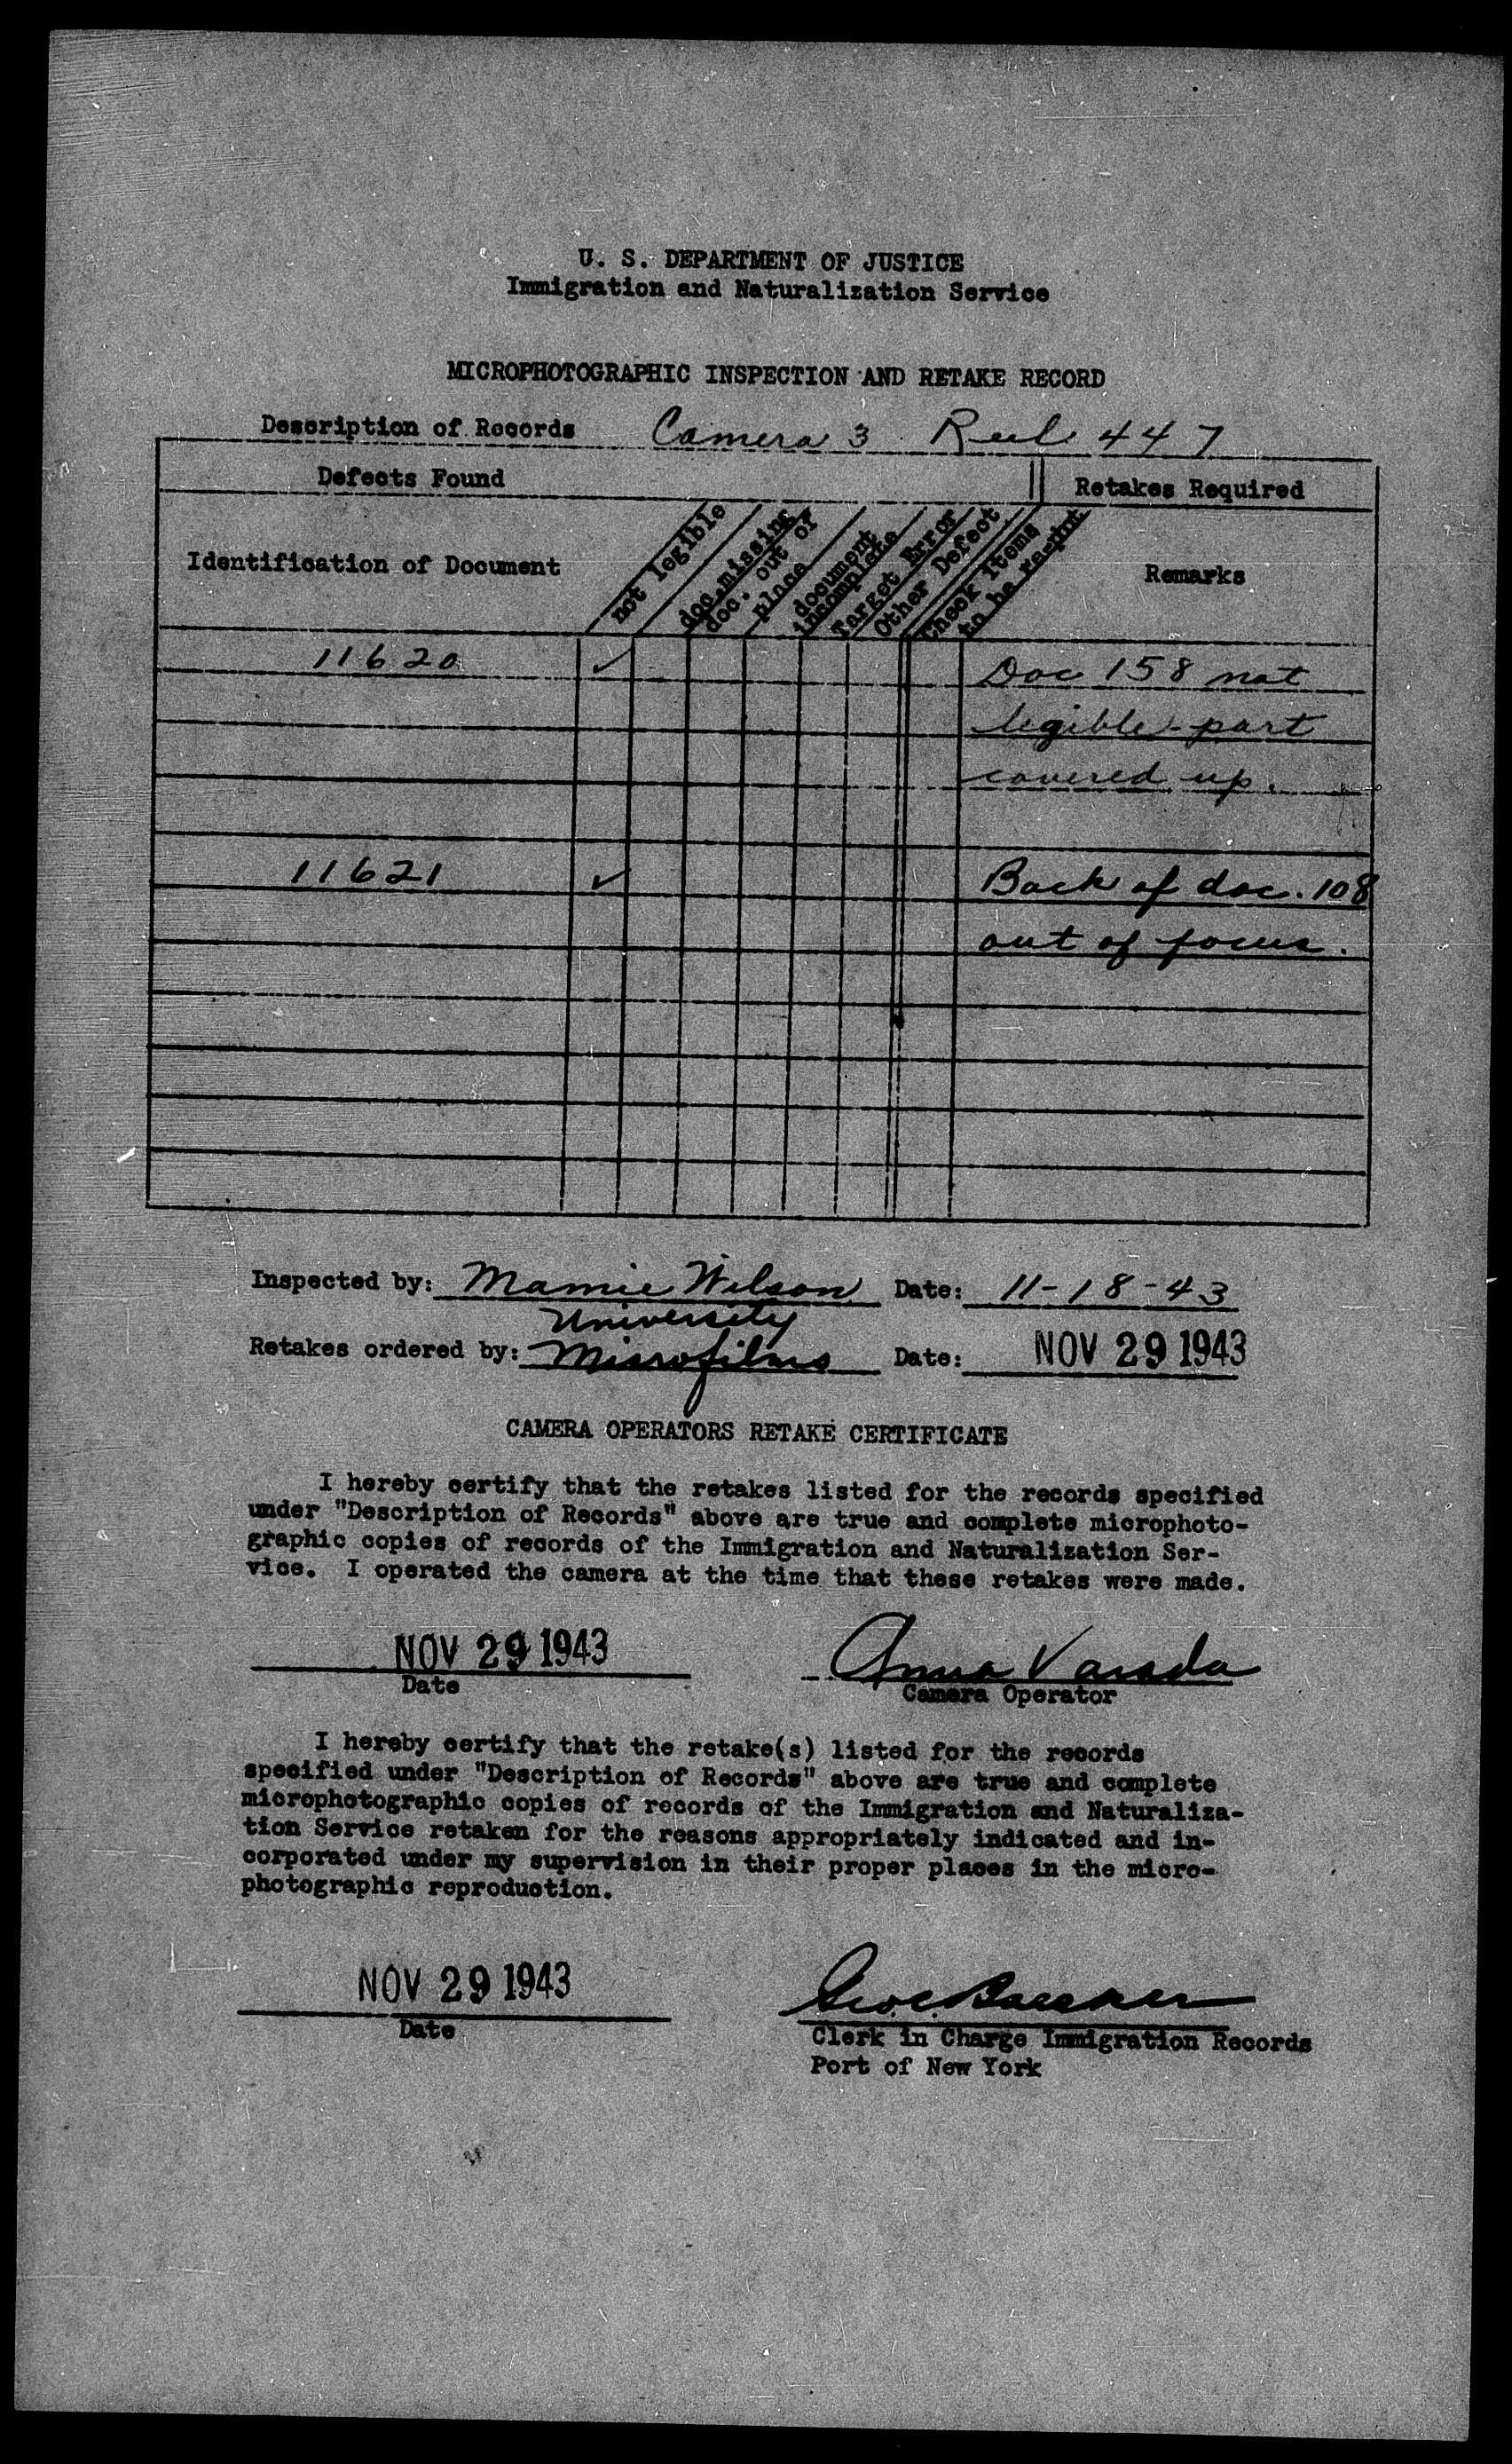 U. S. DEPARTMENT OF JUSTICE
Immigration and Naturalization Service
MICROPHOTOGRAPHIC INSPECTION AND RETAKE RECORD
Description of Records Camera 3 Reel 447
Defects Found Retakes Required
Identification of Document
not legible
doc. missing
doc. out of
place
document
incomplete
Target Error
Other Defect
Check items
to be re-pht
Remarks
11620 ✓ Doc 158 not
legible - part
covered up.
11621 ✓ Back of doc. 108
out of focus.
Inspected by: Mamie Wilson Date: 11-18-43
University
Retakes ordered by: Microfilms Date: NOV 29 1943
CAMERA OPERATORS RETAKE CERTIFICATE
I hereby certify that the retakes listed for the records specified
under "Description of Records" above are true and complete microphoto-
graphic copies of records of the Immigration and Naturalization Ser-
vice. I operated the camera at the time that these retakes were made.
NOV 29 1943 Anna
Date Camera Operator
I hereby certify that the retake(s) listed for the records
specified under "Description of Records" above are true and complete
microphotographic copies of records of the Immigration and Naturaliza-
tion Service retaken for the reasons appropriately indicated and in-
corporated under my supervision in their proper places in the micro-
photographic reproduction.
NOV 29 1943
Date Clerk in Charge Immigration Records
Port of New York